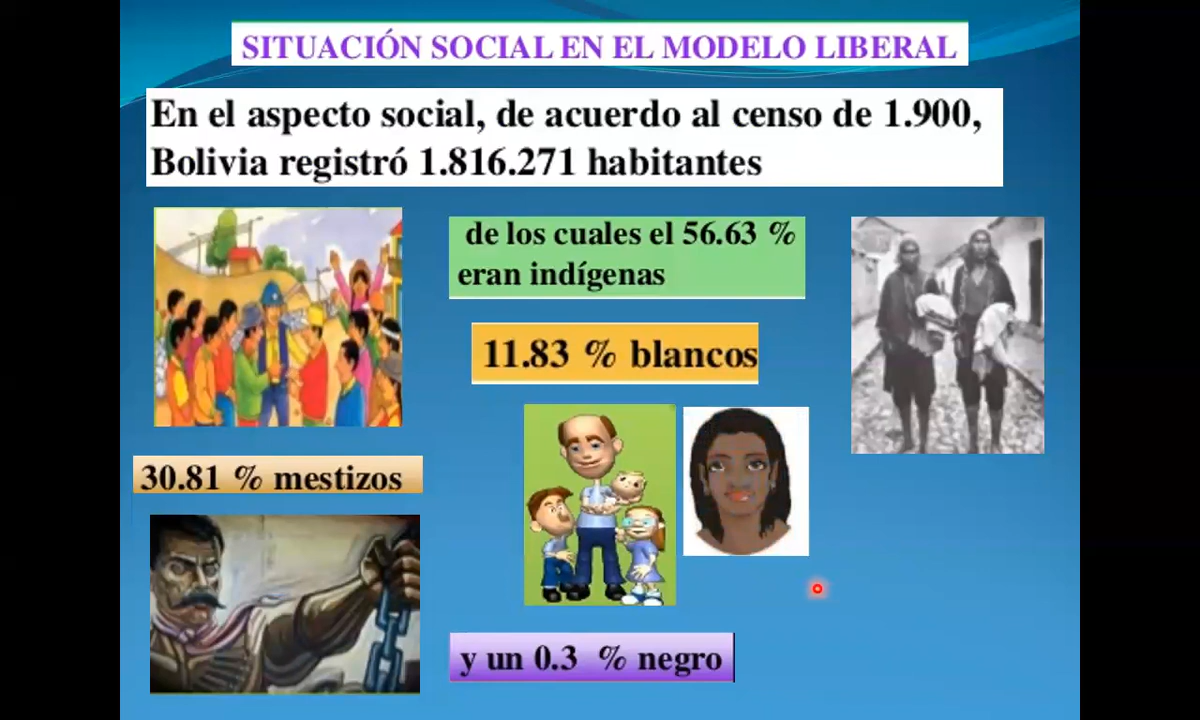 SITUACIÓN SOCIAL EN EL MODELO LIBERAL
En el aspecto social, de acuerdo al censo de 1.900,
Bolivia registró 1.816.271 habitantes
de los cuales el 56.63 %
eran indígenas
11.83 % blancos
30.81 % mestizos
y un 0.3 % negro